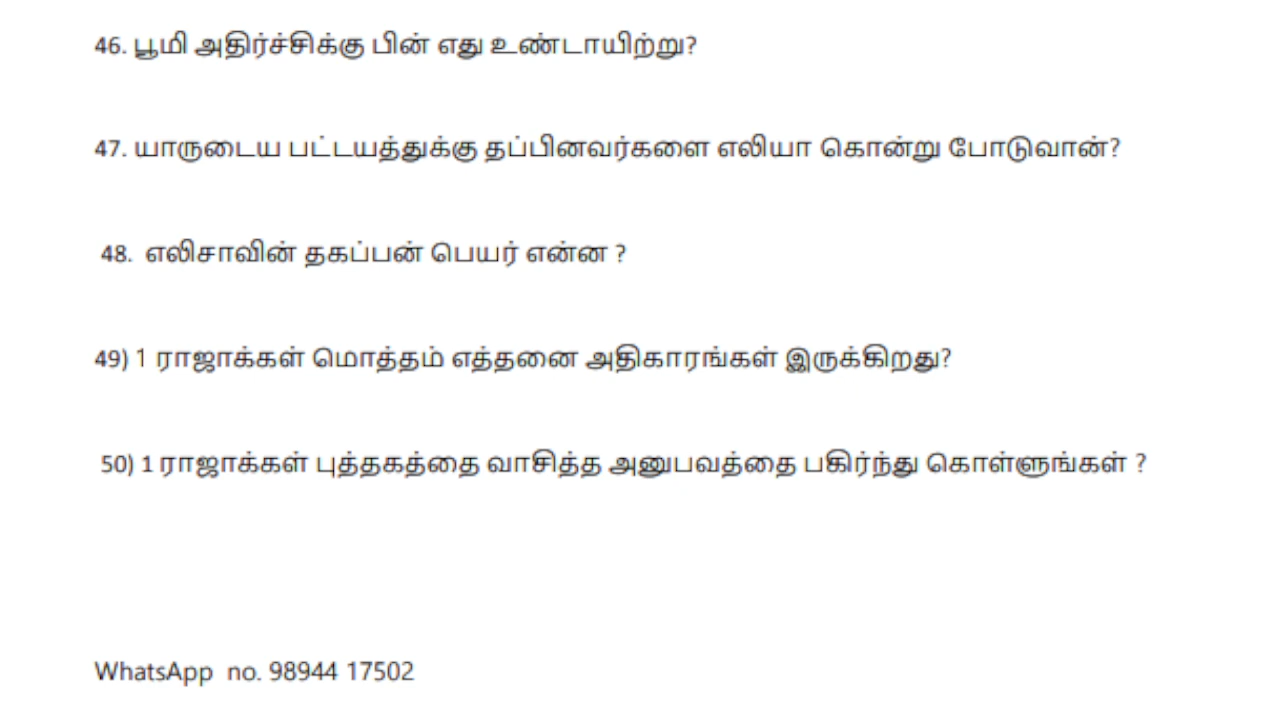 46. பூமி அதிர்ச்சிக்கு பின் எது உண்டாயிற்று?
47. யாருடைய பட்டயத்துக்கு தப்பினவர்களை எலியா கொன்று போடுவான்?
48. எலிசாவின் தகப்பன் பெயர் என்ன ?
49) 1 ராஜாக்கள் மொத்தம் எத்தனை அதிகாரங்கள் இருக்கிறது?
50) 1 ராஜாக்கள் புத்தகத்தை வாசித்த அனுபவத்தை பகிர்ந்து கொள்ளுங்கள் ?
WhatsApp no. 98944 17502